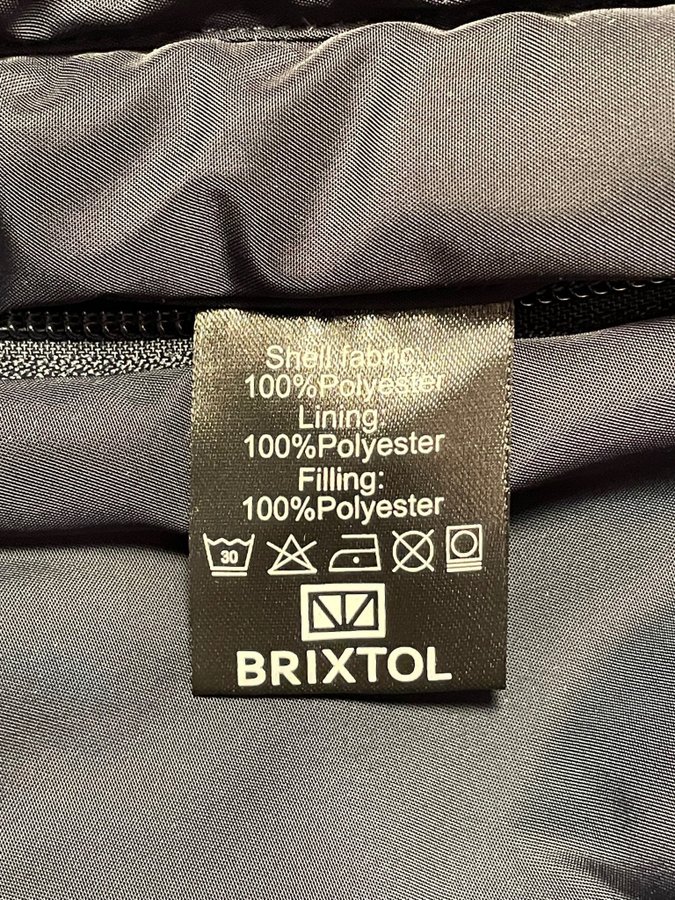 Shell fabric:
100%Polyester
Lining:
100%Polyester
Filling:
100%Polyester
30
BRIXTOL